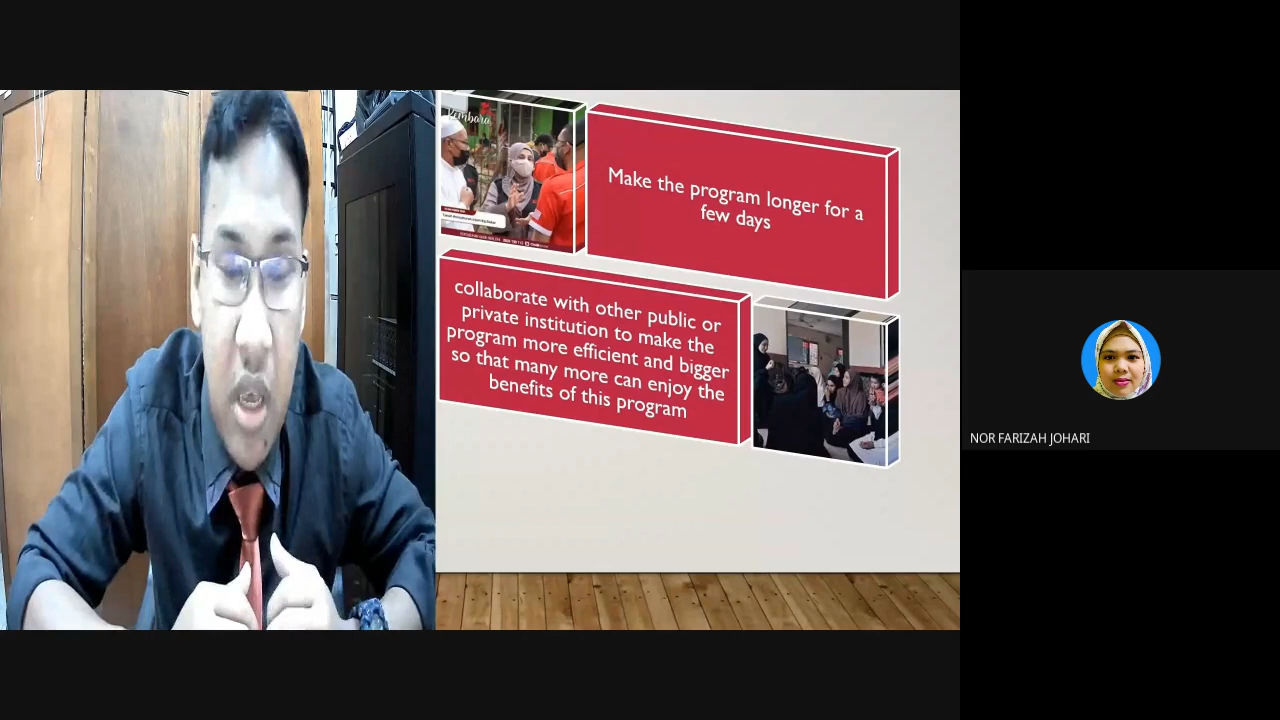 Kembara
Make the program longer for a
few days
collaborate with other public or
private institution to make the
program more efficient and bigger
so that many more can enjoy the
benefits of this program
NOR FARIZAH JOHARI